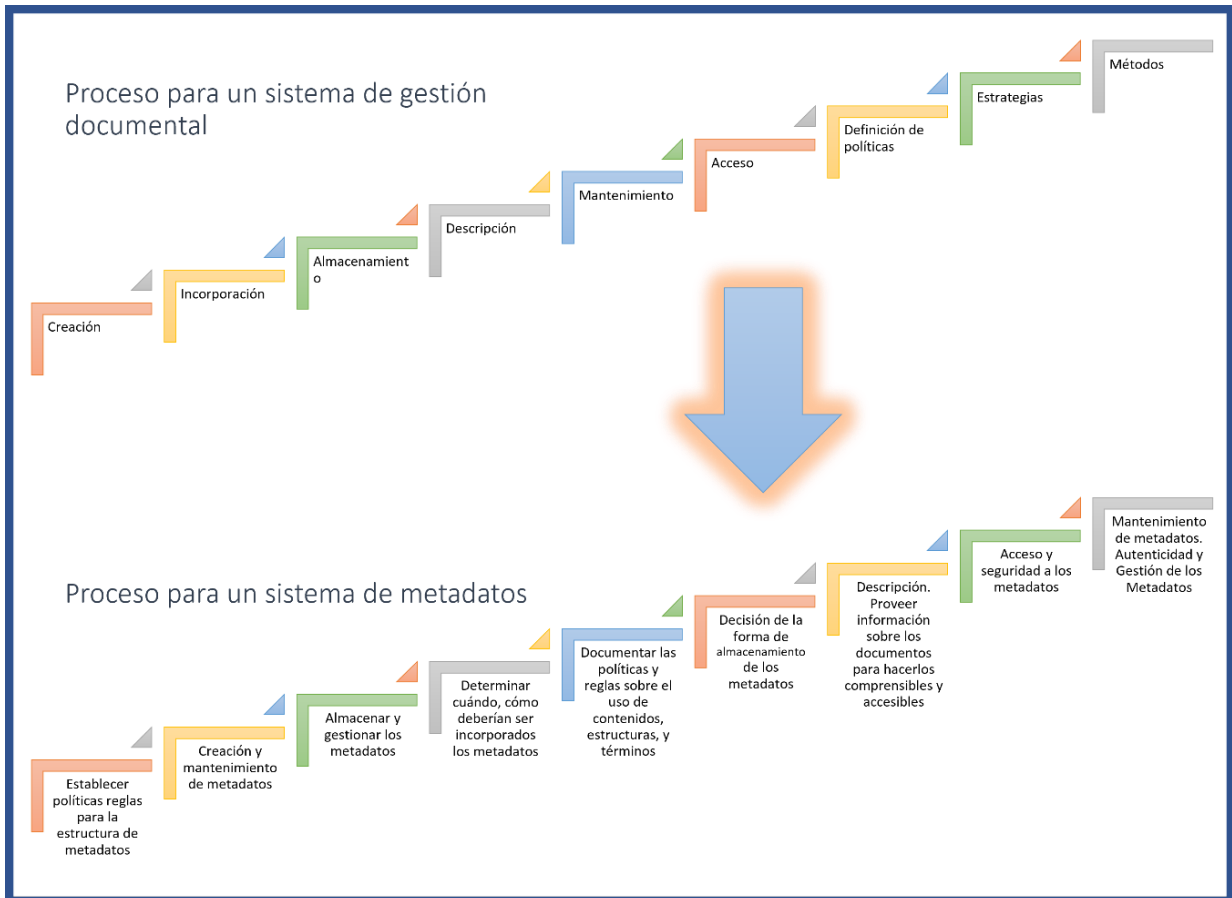 Proceso para un sistema de gestión
documental
Creación
Incorporación
Almacenamient
o
Descripción
Mantenimiento
Acceso
Definición de
políticas
Estrategias
Métodos
Proceso para un sistema de metadatos
Establecer
políticas reglas
para la
estructura de
metadatos
Creación y
mantenimiento
de metadatos
Almacenar y
gestionar los
metadatos
Determinar
cuándo, cómo
deberían ser
incorporados
los metadatos
Documentar las
políticas y
reglas sobre el
uso de
contenidos,
estructuras, y
términos
Decisión de la
forma de
almacenamiento
de los
metadatos
Descripción.
Proveer
información
sobre los
documentos
para hacerlos
comprensibles y
accesibles
Acceso y
seguridad a los
metadatos
Mantenimiento
de metadatos.
Autenticidad y
Gestión de los
Metadatos